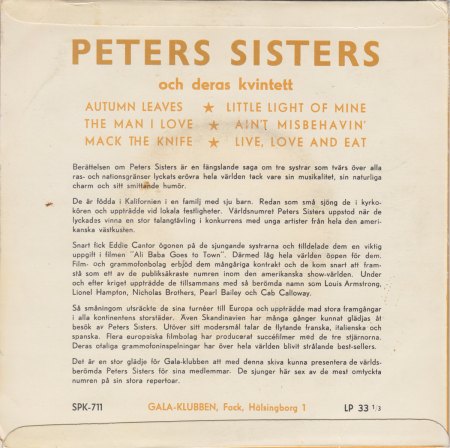 PETERS SISTERS
och deras kvintett
AUTUMN LEAVES ★ LITTLE LIGHT OF MINE
THE MAN I LOVE ★ AIN'T MISBEHAVIN'
MACK THE KNIFE ★ LIVE, LOVE AND EAT
Berättelsen om Peters Sisters är en fängslande saga om tre systrar som tvärs över alla
ras- och nationsgränser lyckats erövra hela världen tack vare sin musikalitet, sin naturliga
charm och sitt smittande humör.
De är födda i Kalifornien i en familj med sju barn. Redan som små sjöng de i kyrko-
kören och uppträdde vid lokala festligheter. Världsnumret Peters Sisters uppstod när de
lyckades vinna en stor talangtävling i konkurrens med unga artister från hela den ameri-
kanska västkusten.
Snart fick Eddie Cantor ögonen på de sjungande systrarna och tilldelade dem en viktig
uppgift i filmen "Ali Baba Goes to Town". Därmed låg hela världen öppen för dem.
Film- och grammofonbolag erbjöd dem mångåriga kontrakt och de kom snart att fram-
stå som ett av de publiksäkraste numren inom den amerikanska show-världen. Under
och efter kriget uppträdde de tillsammans med så berömda namn som Louis Armstrong,
Lionel Hampton, Nicholas Brothers, Pearl Bailey och Cab Calloway.
Så småningom utsträckte de sina turnéer till Europa och uppträdde med stora framgångar
i alla kontinentens storstäder. Även Skandinavien har många gånger kunnat glädjas åt
besök av Peters Sisters. Utöver sitt modersmål talar de flytande franska, italienska och
spanska. Flera europeiska filmbolag har producerat succéfilmer med de tre stjärnorna.
Deras otaliga grammofoninspelningar har över hela världen blivit strålande best-sellers.
Det är en stor glädje för Gala-klubben att med denna skiva kunna presentera de världs-
berömda Peters Sisters för sina medlemmar. De sjunger här sex av de mest omtyckta
numren på sin stora repertoar.
SPK-711 GALA-KLUBBEN, Fack, Hälsingborg 1 LP 33 1/3